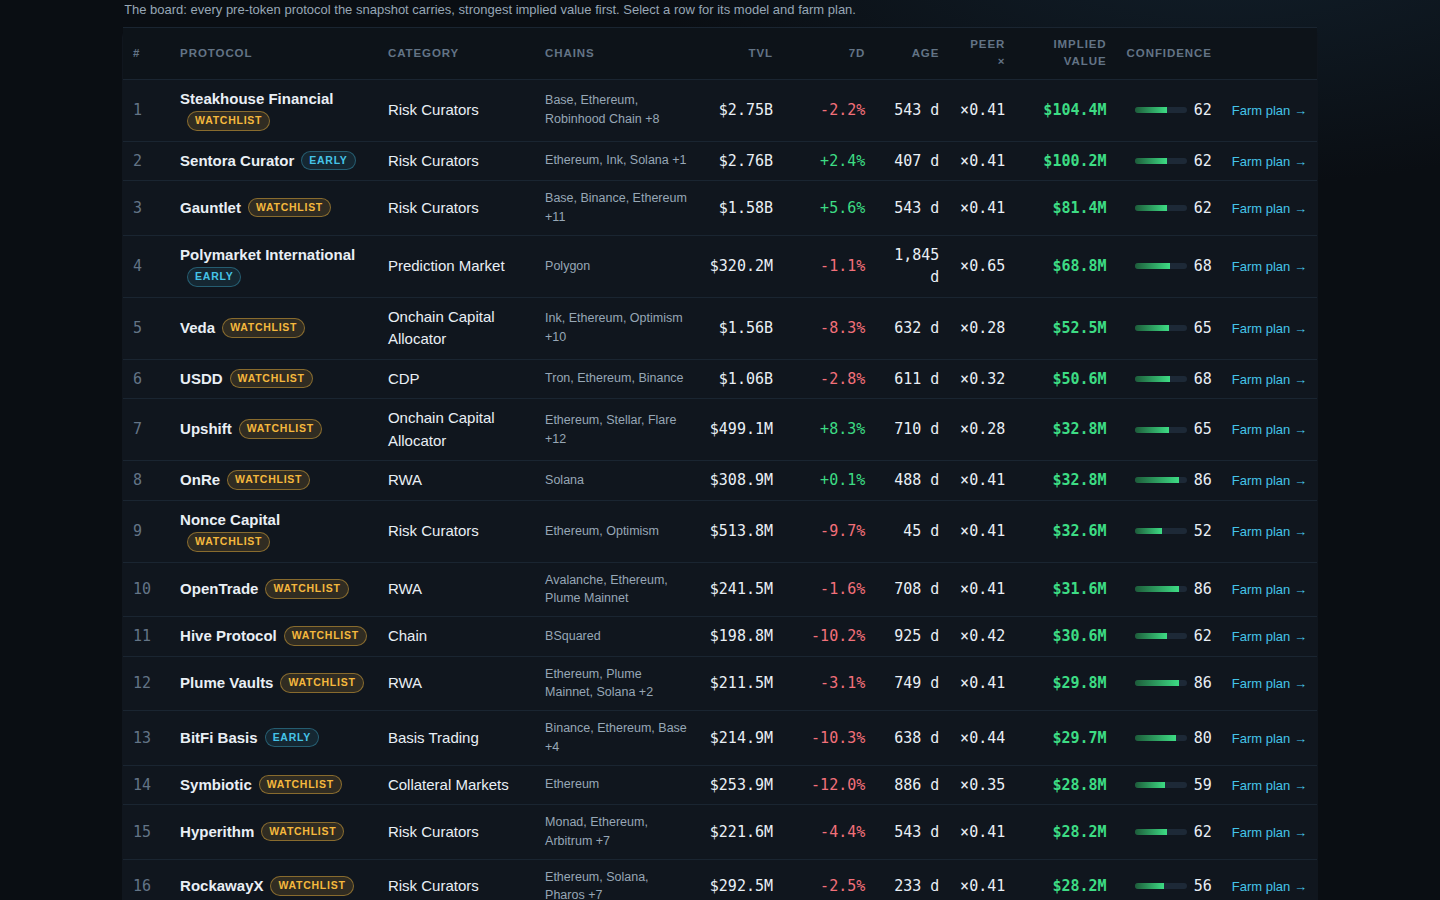 The board: every pre-token protocol the snapshot carries, strongest implied value first. Select a row for its model and farm plan.
# PROTOCOL CATEGORY CHAINS TVL 7D AGE PEER × IMPLIED VALUE CONFIDENCE
1 Steakhouse Financial WATCHLIST Risk Curators Base, Ethereum, Robinhood Chain +8 $2.75B -2.2% 543 d ×0.41 $104.4M 62 Farm plan →
2 Sentora Curator EARLY Risk Curators Ethereum, Ink, Solana +1 $2.76B +2.4% 407 d ×0.41 $100.2M 62 Farm plan →
3 Gauntlet WATCHLIST Risk Curators Base, Binance, Ethereum +11 $1.58B +5.6% 543 d ×0.41 $81.4M 62 Farm plan →
4 Polymarket International EARLY Prediction Market Polygon $320.2M -1.1% 1,845 d ×0.65 $68.8M 68 Farm plan →
5 Veda WATCHLIST Onchain Capital Allocator Ink, Ethereum, Optimism +10 $1.56B -8.3% 632 d ×0.28 $52.5M 65 Farm plan →
6 USDD WATCHLIST CDP Tron, Ethereum, Binance $1.06B -2.8% 611 d ×0.32 $50.6M 68 Farm plan →
7 Upshift WATCHLIST Onchain Capital Allocator Ethereum, Stellar, Flare +12 $499.1M +8.3% 710 d ×0.28 $32.8M 65 Farm plan →
8 OnRe WATCHLIST RWA Solana $308.9M +0.1% 488 d ×0.41 $32.8M 86 Farm plan →
9 Nonce Capital WATCHLIST Risk Curators Ethereum, Optimism $513.8M -9.7% 45 d ×0.41 $32.6M 52 Farm plan →
10 OpenTrade WATCHLIST RWA Avalanche, Ethereum, Plume Mainnet $241.5M -1.6% 708 d ×0.41 $31.6M 86 Farm plan →
11 Hive Protocol WATCHLIST Chain BSquared $198.8M -10.2% 925 d ×0.42 $30.6M 62 Farm plan →
12 Plume Vaults WATCHLIST RWA Ethereum, Plume Mainnet, Solana +2 $211.5M -3.1% 749 d ×0.41 $29.8M 86 Farm plan →
13 BitFi Basis EARLY Basis Trading Binance, Ethereum, Base +4 $214.9M -10.3% 638 d ×0.44 $29.7M 80 Farm plan →
14 Symbiotic WATCHLIST Collateral Markets Ethereum $253.9M -12.0% 886 d ×0.35 $28.8M 59 Farm plan →
15 Hyperithm WATCHLIST Risk Curators Monad, Ethereum, Arbitrum +7 $221.6M -4.4% 543 d ×0.41 $28.2M 62 Farm plan →
16 RockawayX WATCHLIST Risk Curators Ethereum, Solana, Pharos +7 $292.5M -2.5% 233 d ×0.41 $28.2M 56 Farm plan →